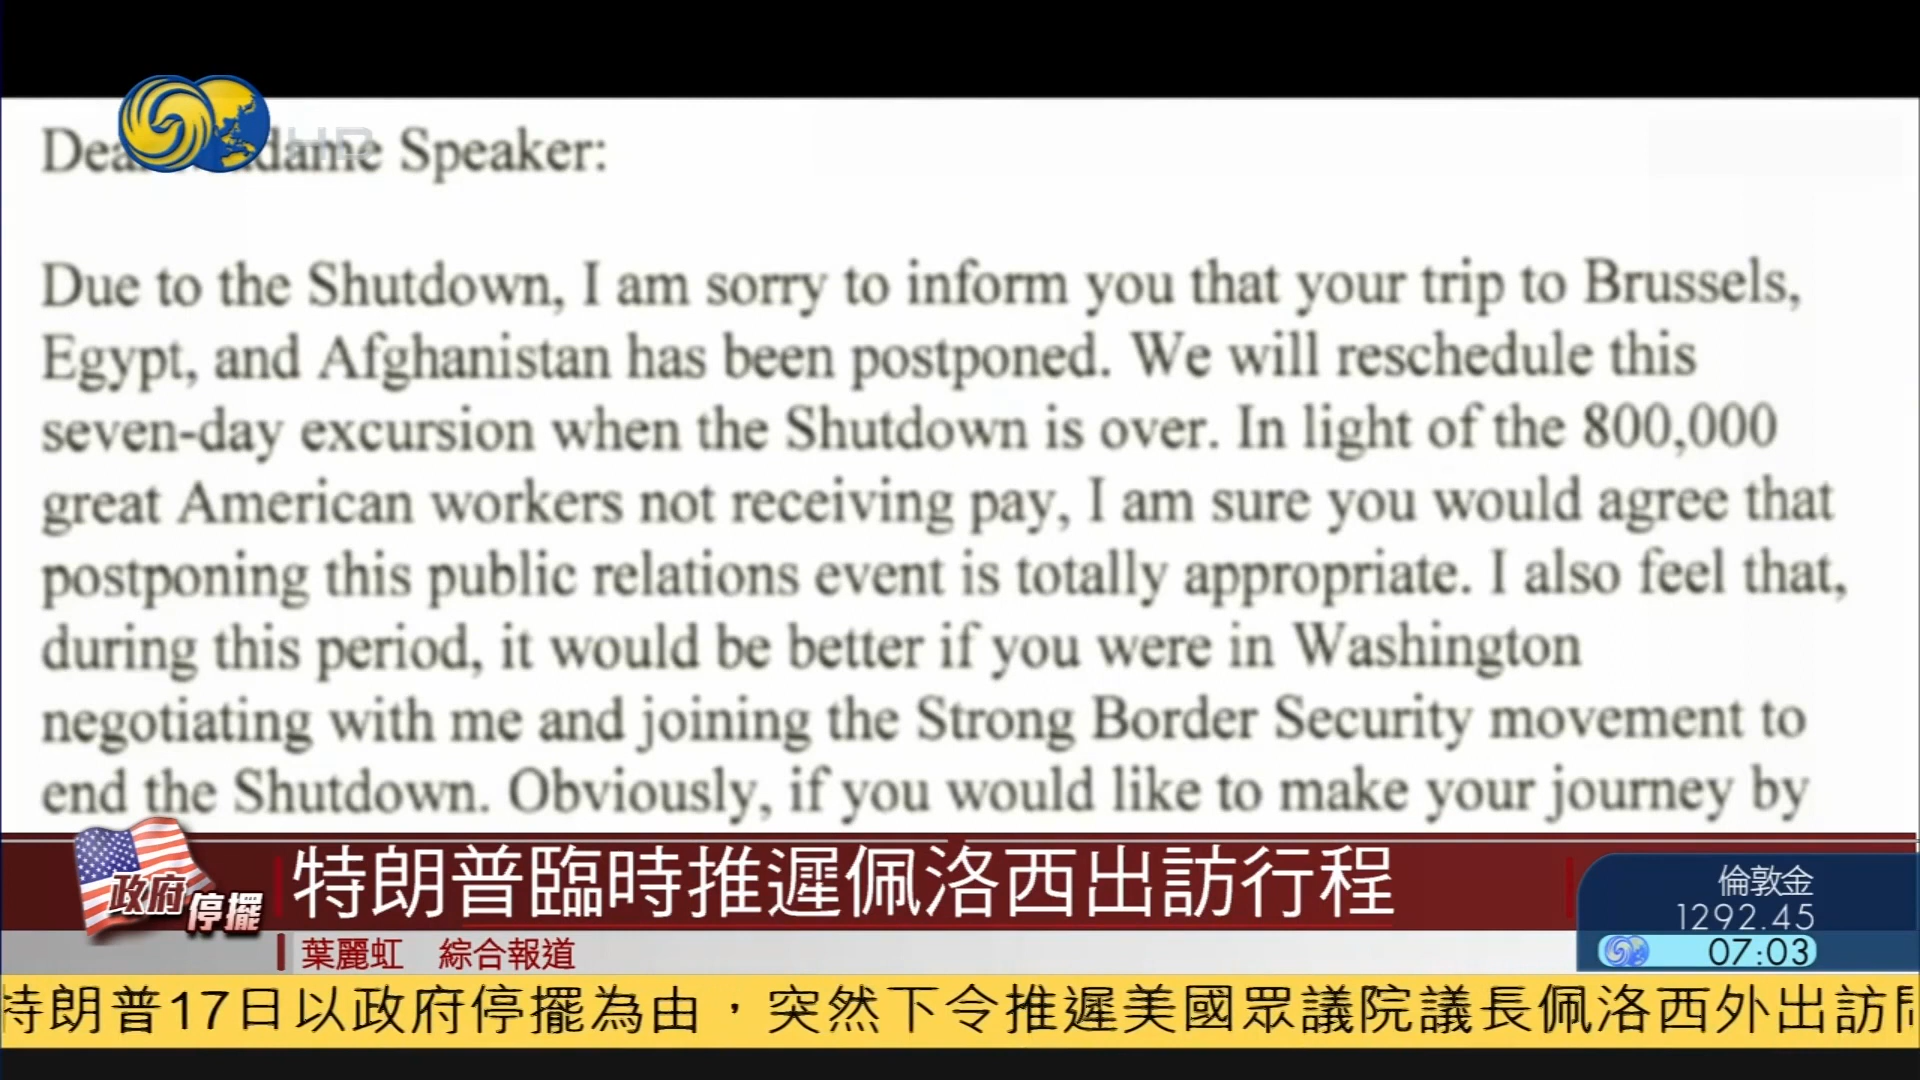 Dear Madame Speaker:
Due to the Shutdown, I am sorry to inform you that your trip to Brussels,
Egypt, and Afghanistan has been postponed. We will reschedule this
seven-day excursion when the Shutdown is over. In light of the 800,000
great American workers not receiving pay, I am sure you would agree that
postponing this public relations event is totally appropriate. I also feel that,
during this period, it would be better if you were in Washington
negotiating with me and joining the Strong Border Security movement to
end the Shutdown. Obviously, if you would like to make your journey by
政府停擺
特朗普臨時推遲佩洛西出訪行程
葉麗虹 綜合報道
倫敦金
1292.45
07:03
特朗普17日以政府停擺為由，突然下令推遲美國眾議院議長佩洛西外出訪問
HD